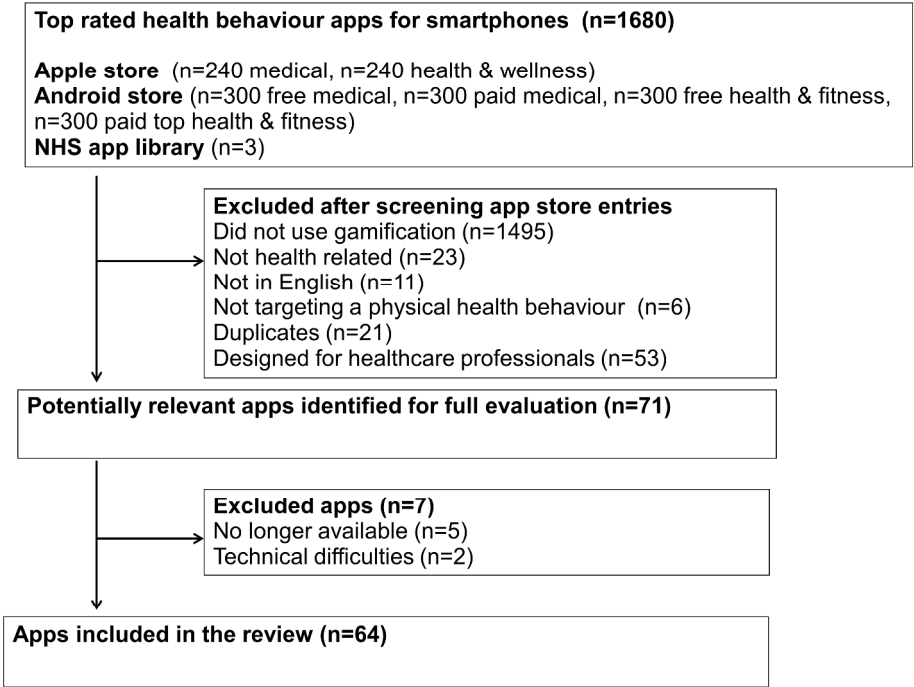 Top rated health behaviour apps for smartphones (n=1680)
Apple store (n=240 medical, n=240 health & wellness)
Android store (n=300 free medical, n=300 paid medical, n=300 free health & fitness,
n=300 paid top health & fitness)
NHS app library (n=3)
Excluded after screening app store entries
Did not use gamification (n=1495)
Not health related (n=23)
Not in English (n=11)
Not targeting a physical health behaviour (n=6)
Duplicates (n=21)
Designed for healthcare professionals (n=53)
Potentially relevant apps identified for full evaluation (n=71)
Excluded apps (n=7)
No longer available (n=5)
Technical difficulties (n=2)
Apps included in the review (n=64)